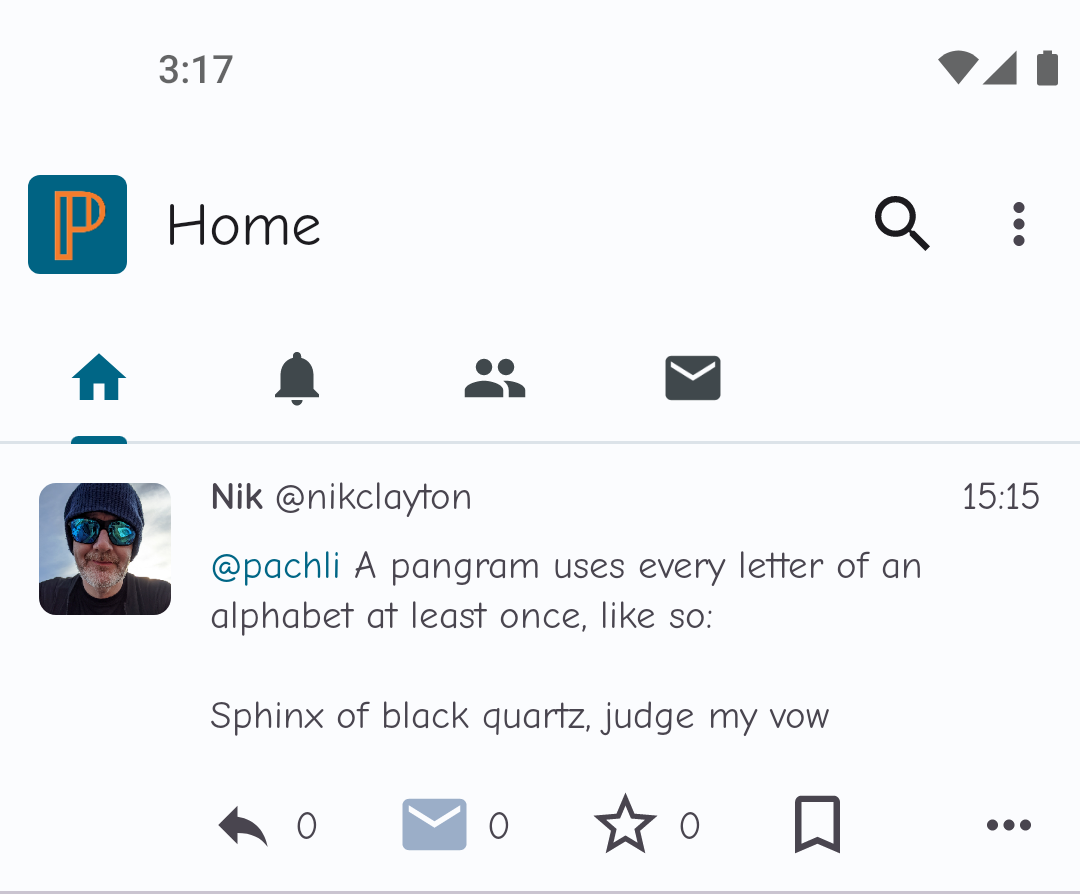 3:17
P Home
Nik @nikclayton 15:15
@pachli A pangram uses every letter of an
alphabet at least once, like so:
Sphinx of black quartz, judge my vow
0 0 0